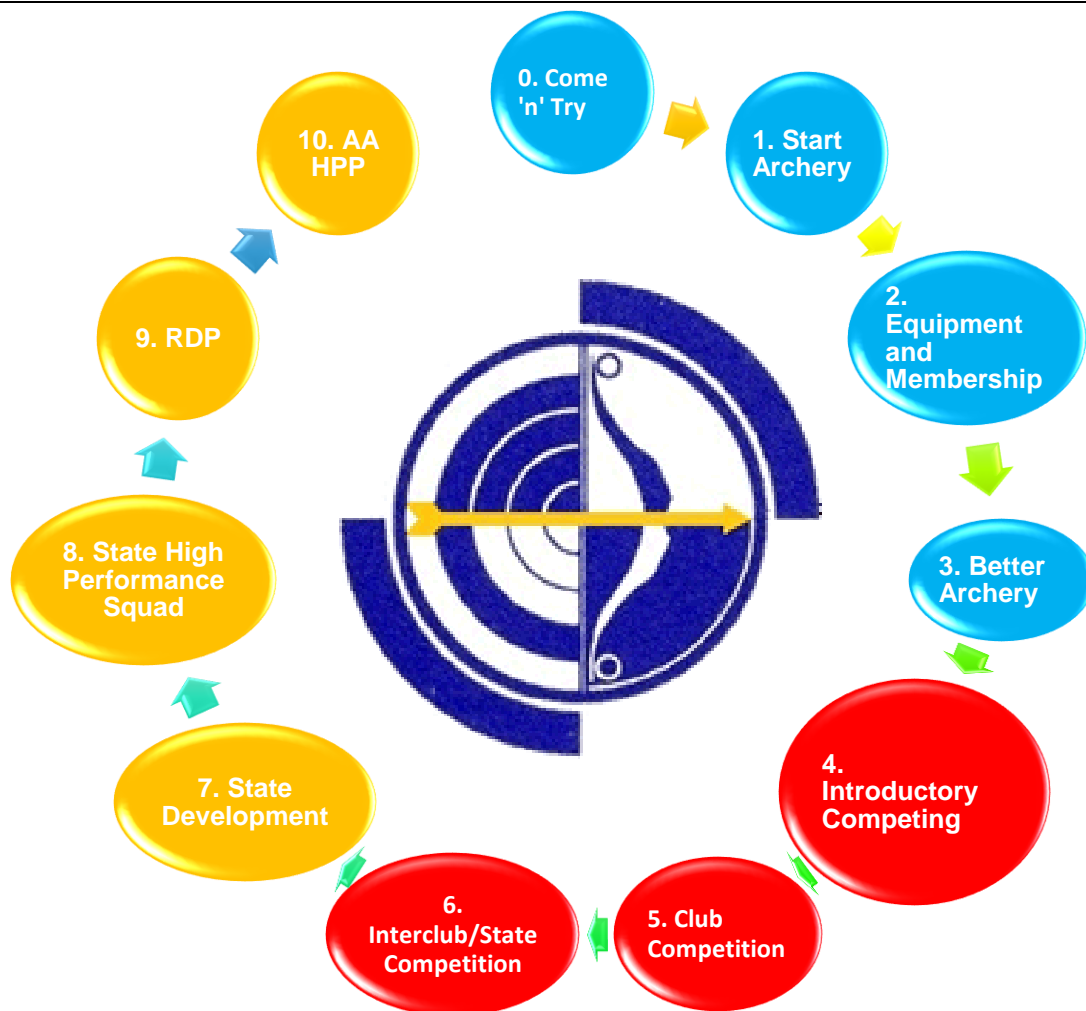 0. Come
'n' Try
1. Start
Archery
2.
Equipment
and
Membership
3. Better
Archery
4.
Introductory
Competing
5. Club
Competition
6.
Interclub/State
Competition
7. State
Development
8. State High
Performance
Squad
9. RDP
10. AA
HPP